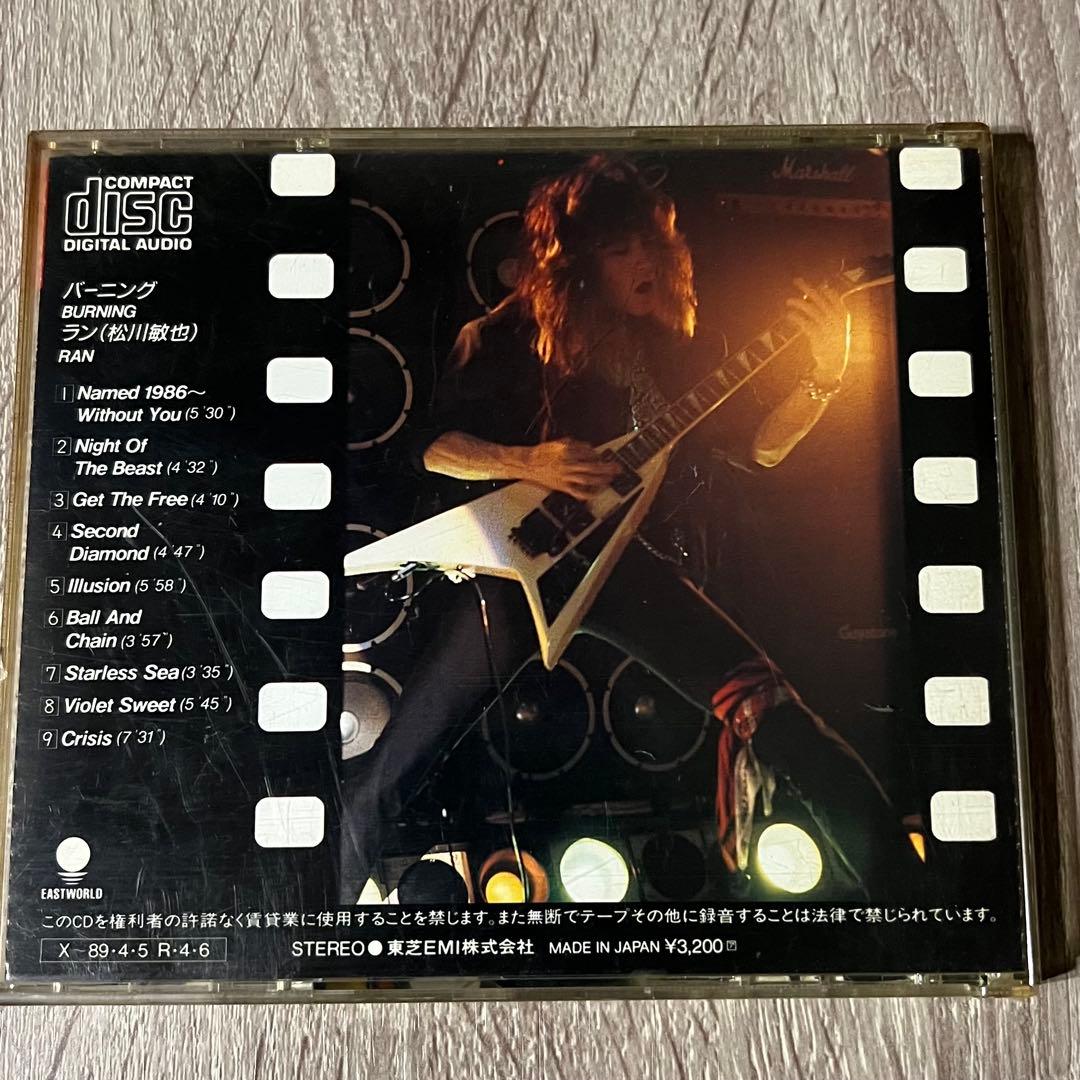 COMPACT
disc
DIGITAL AUDIO
バーニング
BURNING
ラン(松川敏也)
RAN
1 Named 1986～
Without You (5'30")
2 Night Of
The Beast (4'32")
3 Get The Free (4'10")
4 Second
Diamond (4'47")
5 Illusion (5'58")
6 Ball And
Chain (3'57")
7 Starless Sea (3'35")
8 Violet Sweet (5'45")
9 Crisis (7'31")
Marshall
EASTWORLD
このCDを権利者の許諾なく賃貸業に使用することを禁じます。また無断でテープその他に録音することは法律で禁じられています。
X～89・4・5 R・4・6
STEREO● 東芝EMI株式会社 MADE IN JAPAN ¥3,200